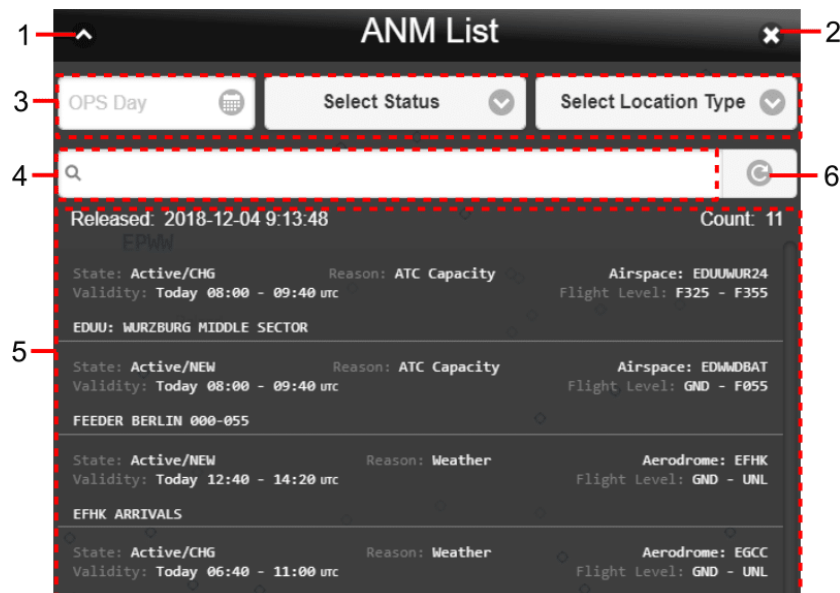 1
ANM List
2
3
OPS Day
Select Status
Select Location Type
4
6
Released: 2018-12-04 9:13:48 Count: 11
EPWW
State: Active/CHG Reason: ATC Capacity Airspace: EDUUWUR24
Validity: Today 08:00 - 09:40 UTC Flight Level: F325 - F355
EDUU: WURZBURG MIDDLE SECTOR
5
State: Active/NEW Reason: ATC Capacity Airspace: EDWWDBAT
Validity: Today 08:00 - 09:40 UTC Flight Level: GND - F055
FEEDER BERLIN 000-055
State: Active/NEW Reason: Weather Aerodrome: EFHK
Validity: Today 12:40 - 14:20 UTC Flight Level: GND - UNL
EFHK ARRIVALS
State: Active/CHG Reason: Weather Aerodrome: EGCC
Validity: Today 06:40 - 11:00 UTC Flight Level: GND - UNL